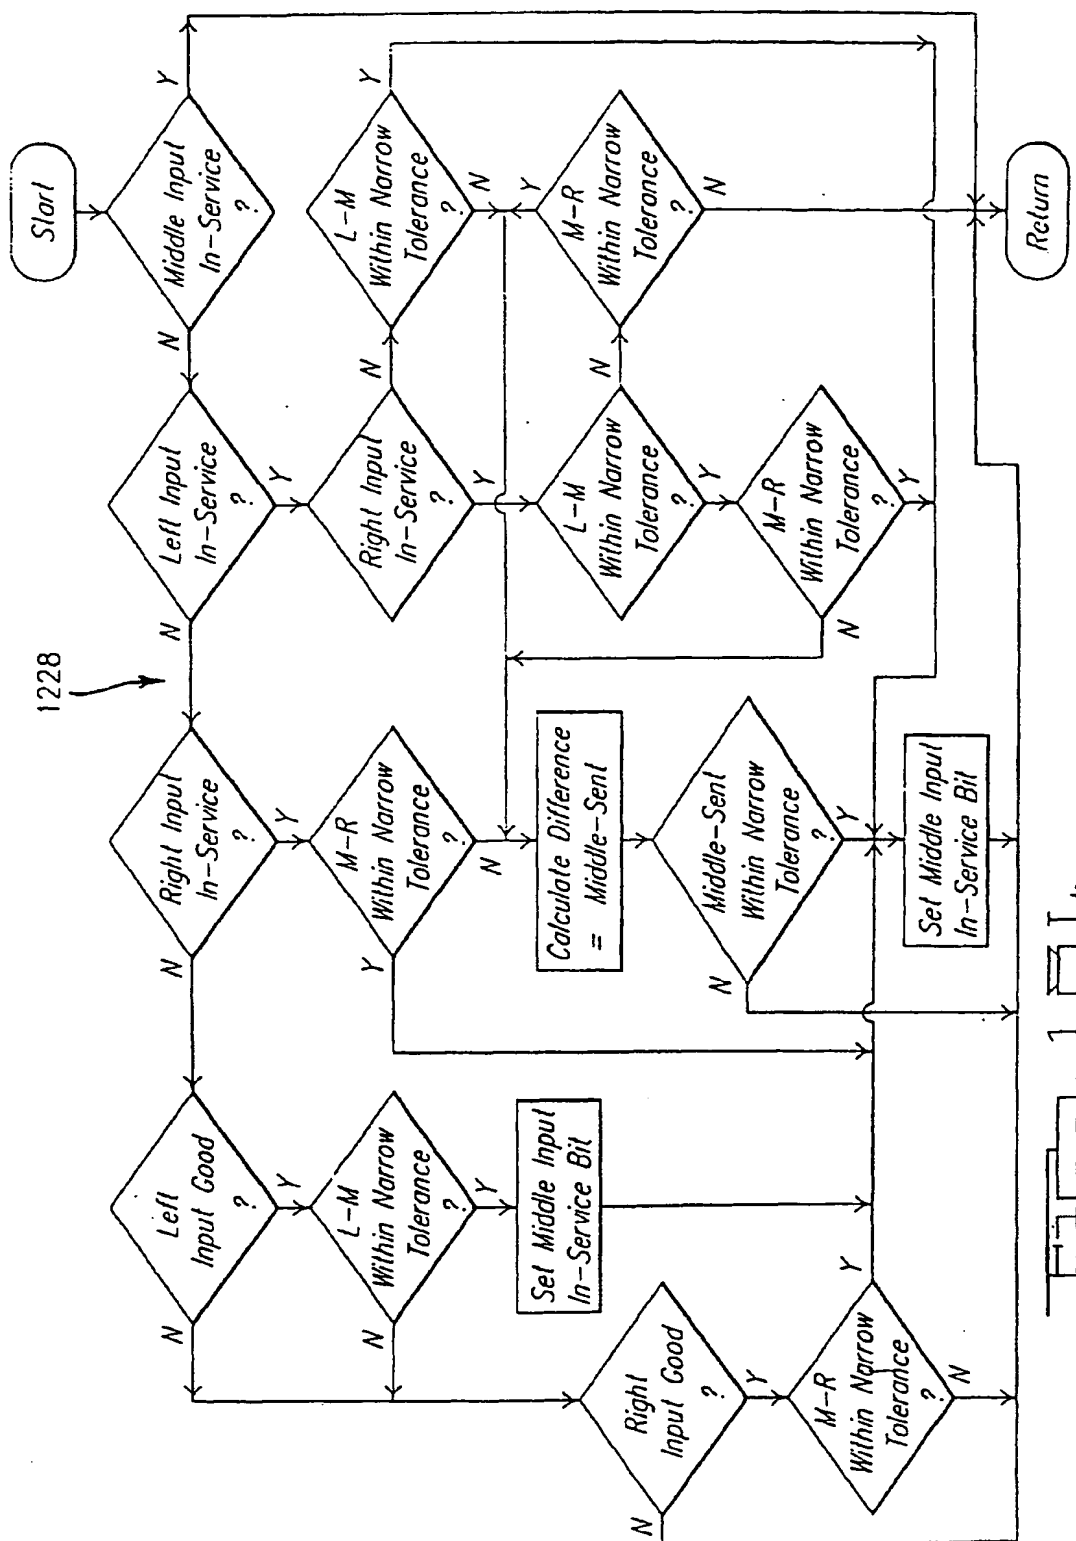 Start
Middle Input
In-Service
?
Y
N
Left Input
In-Service
?
Y
N
Right Input
In-Service
?
N
Y
L-M
Within Narrow
Tolerance
?
Y
N
L-M
Within Narrow
Tolerance
?
N
Y
M-R
Within Narrow
Tolerance
?
Y
N
M-R
Within Narrow
Tolerance
?
N
Y
1228
Right Input
In-Service
?
Y
N
M-R
Within Narrow
Tolerance
?
Y
N
Calculate Difference
= Middle-Sent
Middle-Sent
Within Narrow
Tolerance
?
N
Y
Set Middle Input
In-Service Bit
Left
Input Good
?
Y
N
L-M
Within Narrow
Tolerance
?
N
Y
Set Middle Input
In-Service Bit
Right
Input Good
?
N
Y
M-R
Within Narrow
Tolerance
?
Y
N
Return